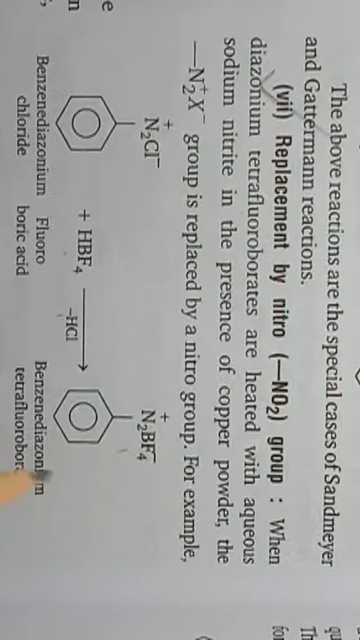 The above reactions are the special cases of Sandmeyer
and Gattermann reactions.
(vii) Replacement by nitro (—NO₂) group : When
diazonium tetrafluoroborates are heated with aqueous
sodium nitrite in the presence of copper powder, the
—N₂⁺X⁻ group is replaced by a nitro group. For example,
N₂⁺Cl⁻ N₂⁺BF₄⁻
+ HBF₄ —HCl→
Benzenediazonium Fluoro Benzenediazonium
chloride boric acid